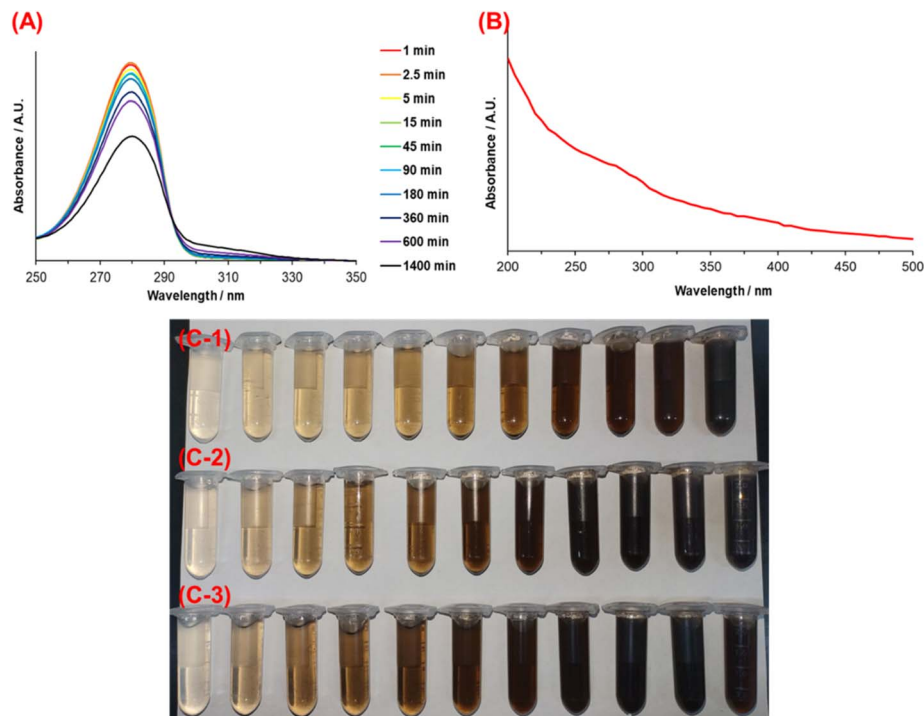 (A)
Absorbance / A.U.
250 270 290 310 330 350
Wavelength / nm
1 min
2.5 min
5 min
15 min
45 min
90 min
180 min
360 min
600 min
1400 min
(B)
Absorbance / A.U.
200 250 300 350 400 450 500
Wavelength / nm
(C-1)
(C-2)
(C-3)